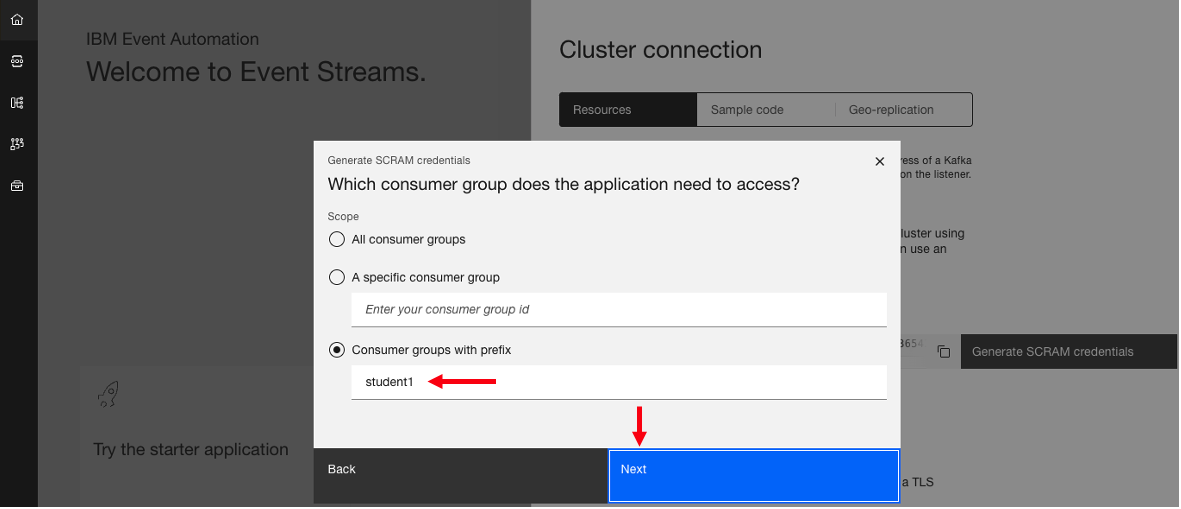 IBM Event Automation
Welcome to Event Streams.
Cluster connection
Resources
Sample code
Geo-replication
ress of a Kafka
on the listener.
Generate SCRAM credentials
Which consumer group does the application need to access?
Scope
All consumer groups
A specific consumer group
Enter your consumer group id
Consumer groups with prefix
student1
Back
Next
luster using
n use an
3654
Generate SCRAM credentials
Try the starter application
a TLS